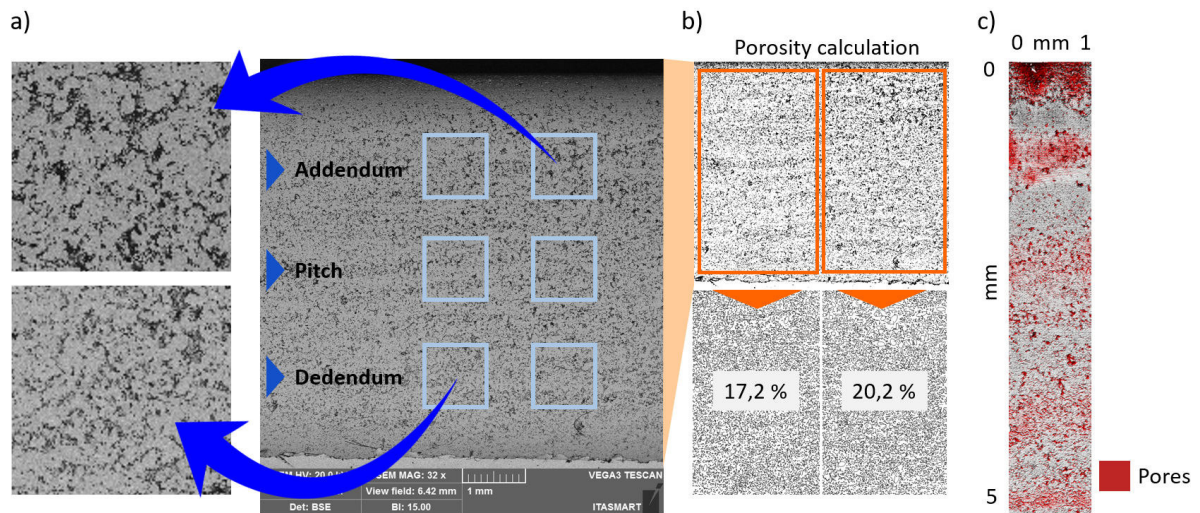 a)
Addendum
Pitch
Dedendum
SEM MAG: 32 x
VEGA3 TESCAN
View field: 6.42 mm
1 mm
Det: BSE
BI: 15.00
ITASMART
b)
Porosity calculation
17,2 %
20,2 %
c)
0 mm 1
0
mm
5
Pores